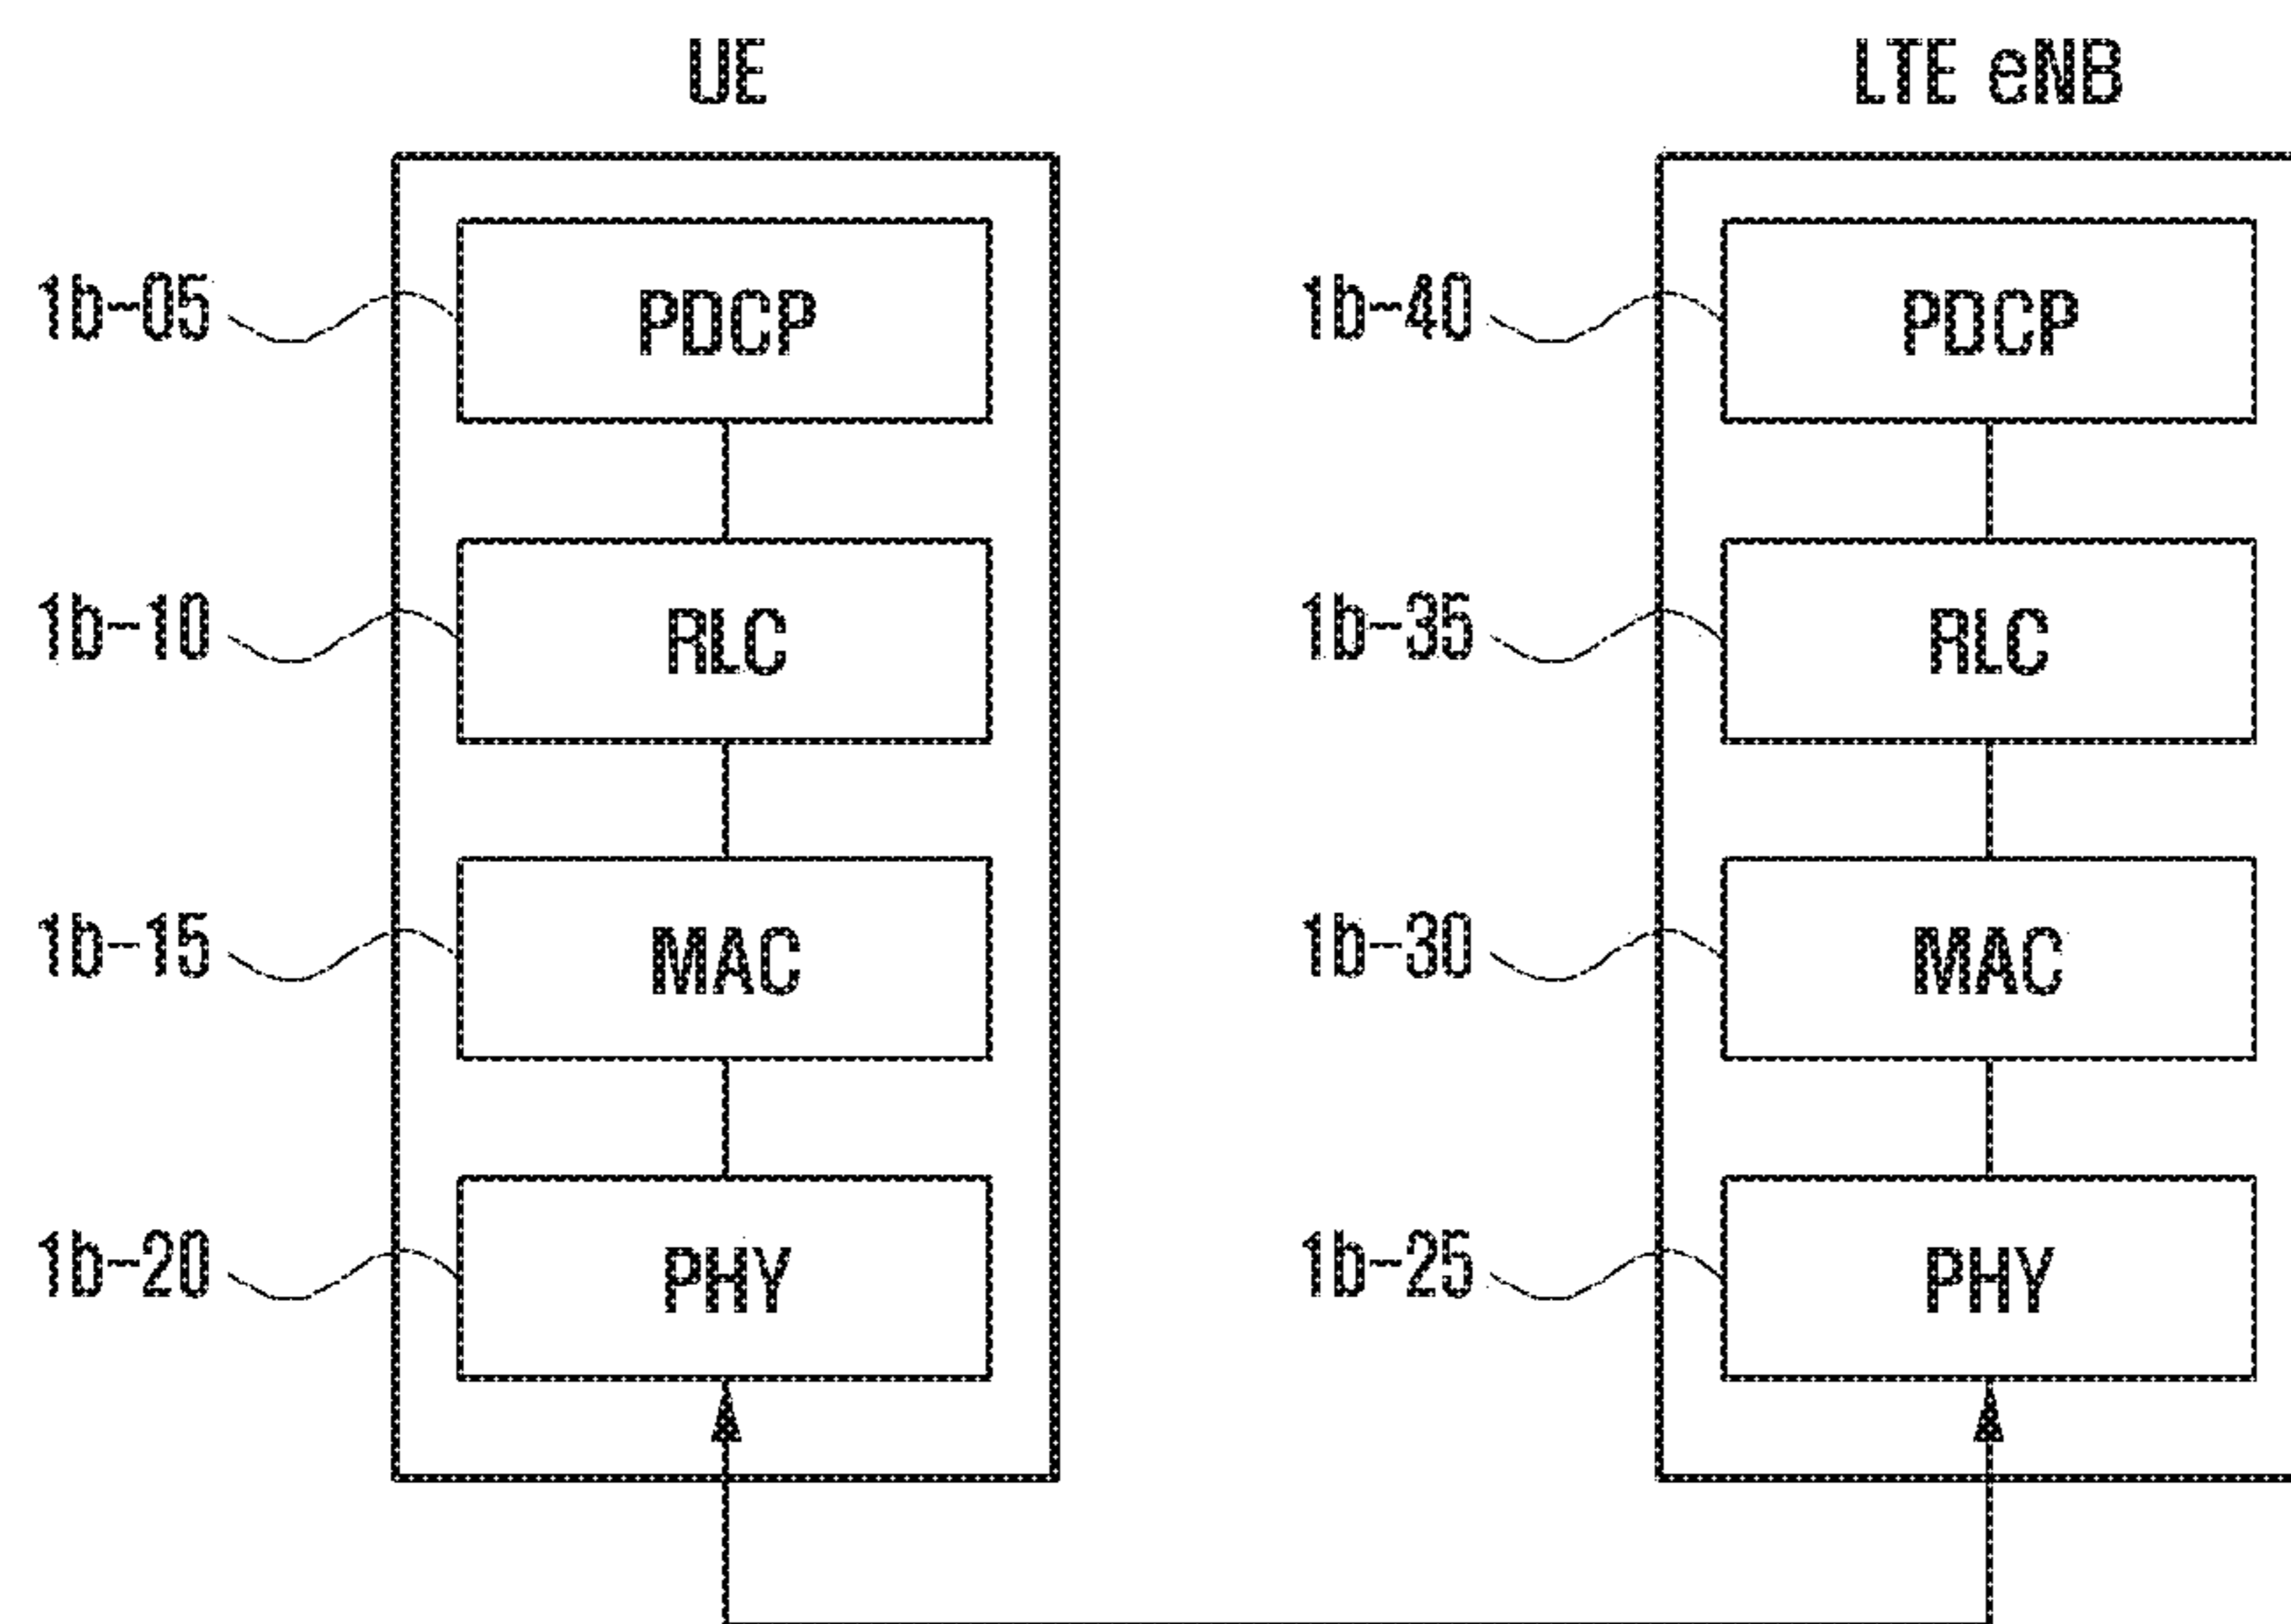 UE
LTE eNB
1b-05
PDCP
1b-40
PDCP
1b-10
RLC
1b-35
RLC
1b-15
MAC
1b-30
MAC
1b-20
PHY
1b-25
PHY